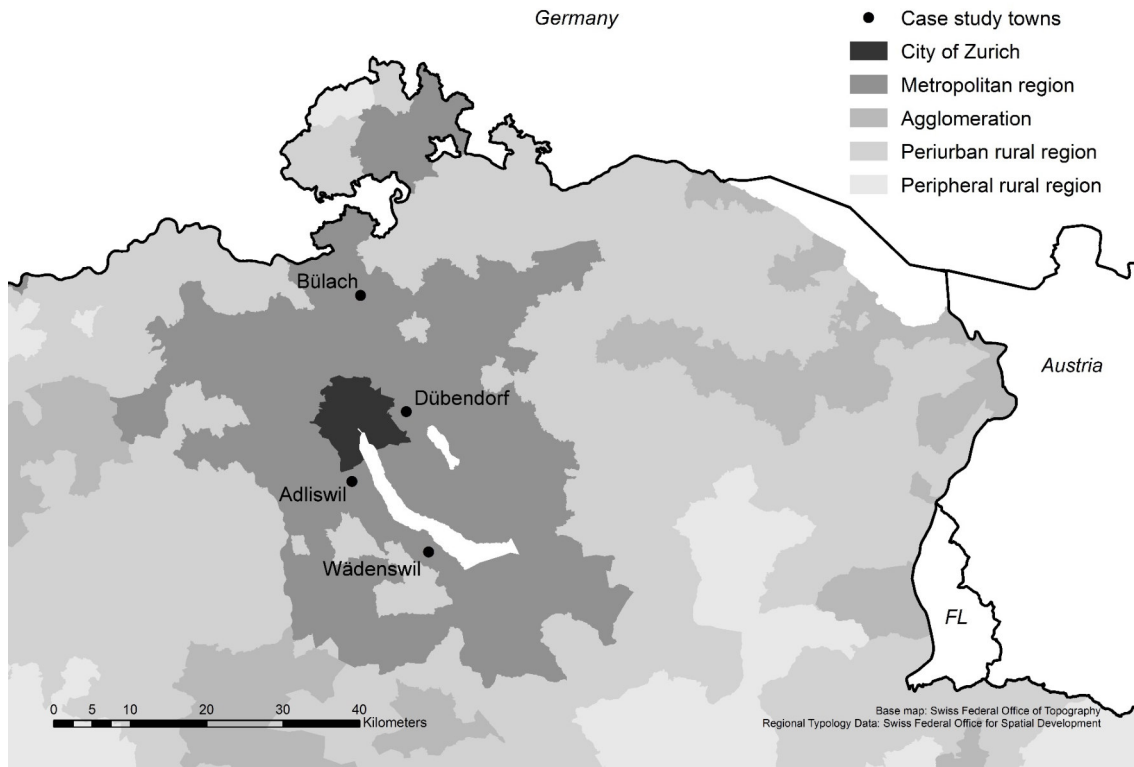 Germany
Case study towns
City of Zurich
Metropolitan region
Agglomeration
Periurban rural region
Peripheral rural region
Bülach
Austria
Dübendorf
Adliswil
Wädenswil
FL
0 5 10 20 30 40
Kilometers
Base map: Swiss Federal Office of Topography
Regional Typology Data: Swiss Federal Office for Spatial Development